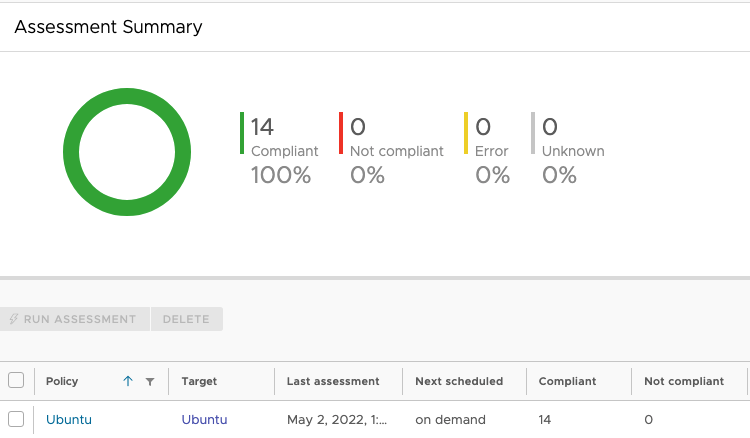 Assessment Summary
14 0 0 0
Compliant Not compliant Error Unknown
100% 0% 0% 0%
RUN ASSESSMENT DELETE
Policy Target Last assessment Next scheduled Compliant Not compliant
Ubuntu Ubuntu May 2, 2022, 1:... on demand 14 0